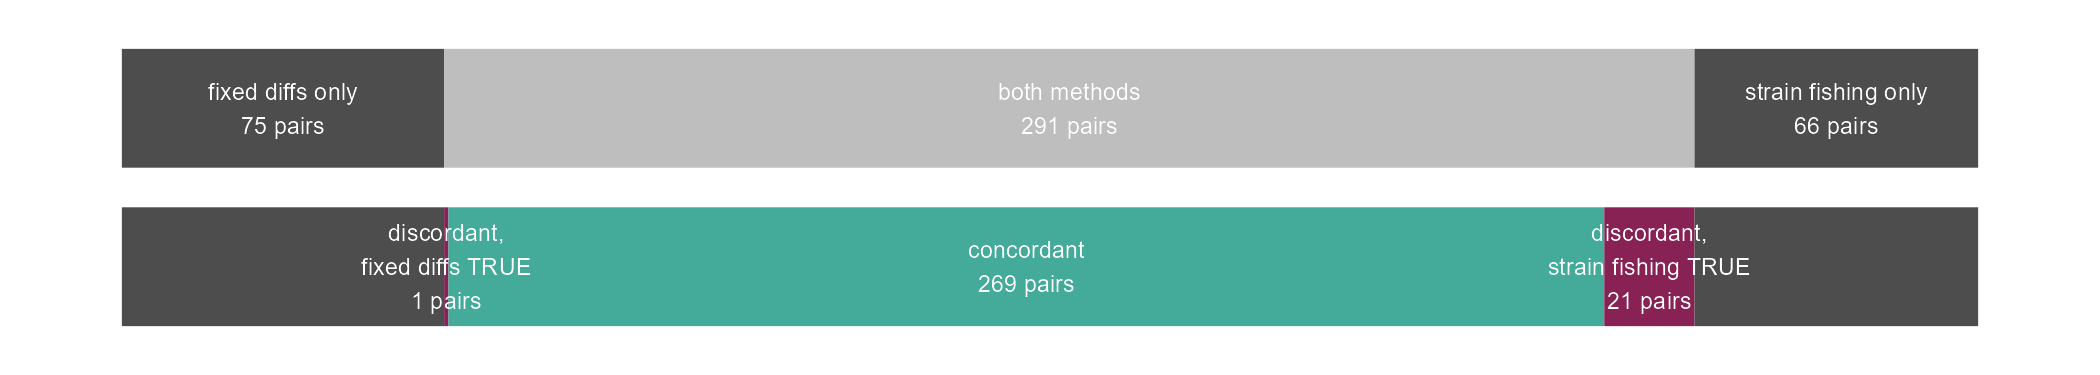 fixed diffs only
75 pairs
both methods
291 pairs
strain fishing only
66 pairs
discordant,
fixed diffs TRUE
1 pairs
concordant
269 pairs
discordant,
strain fishing TRUE
21 pairs